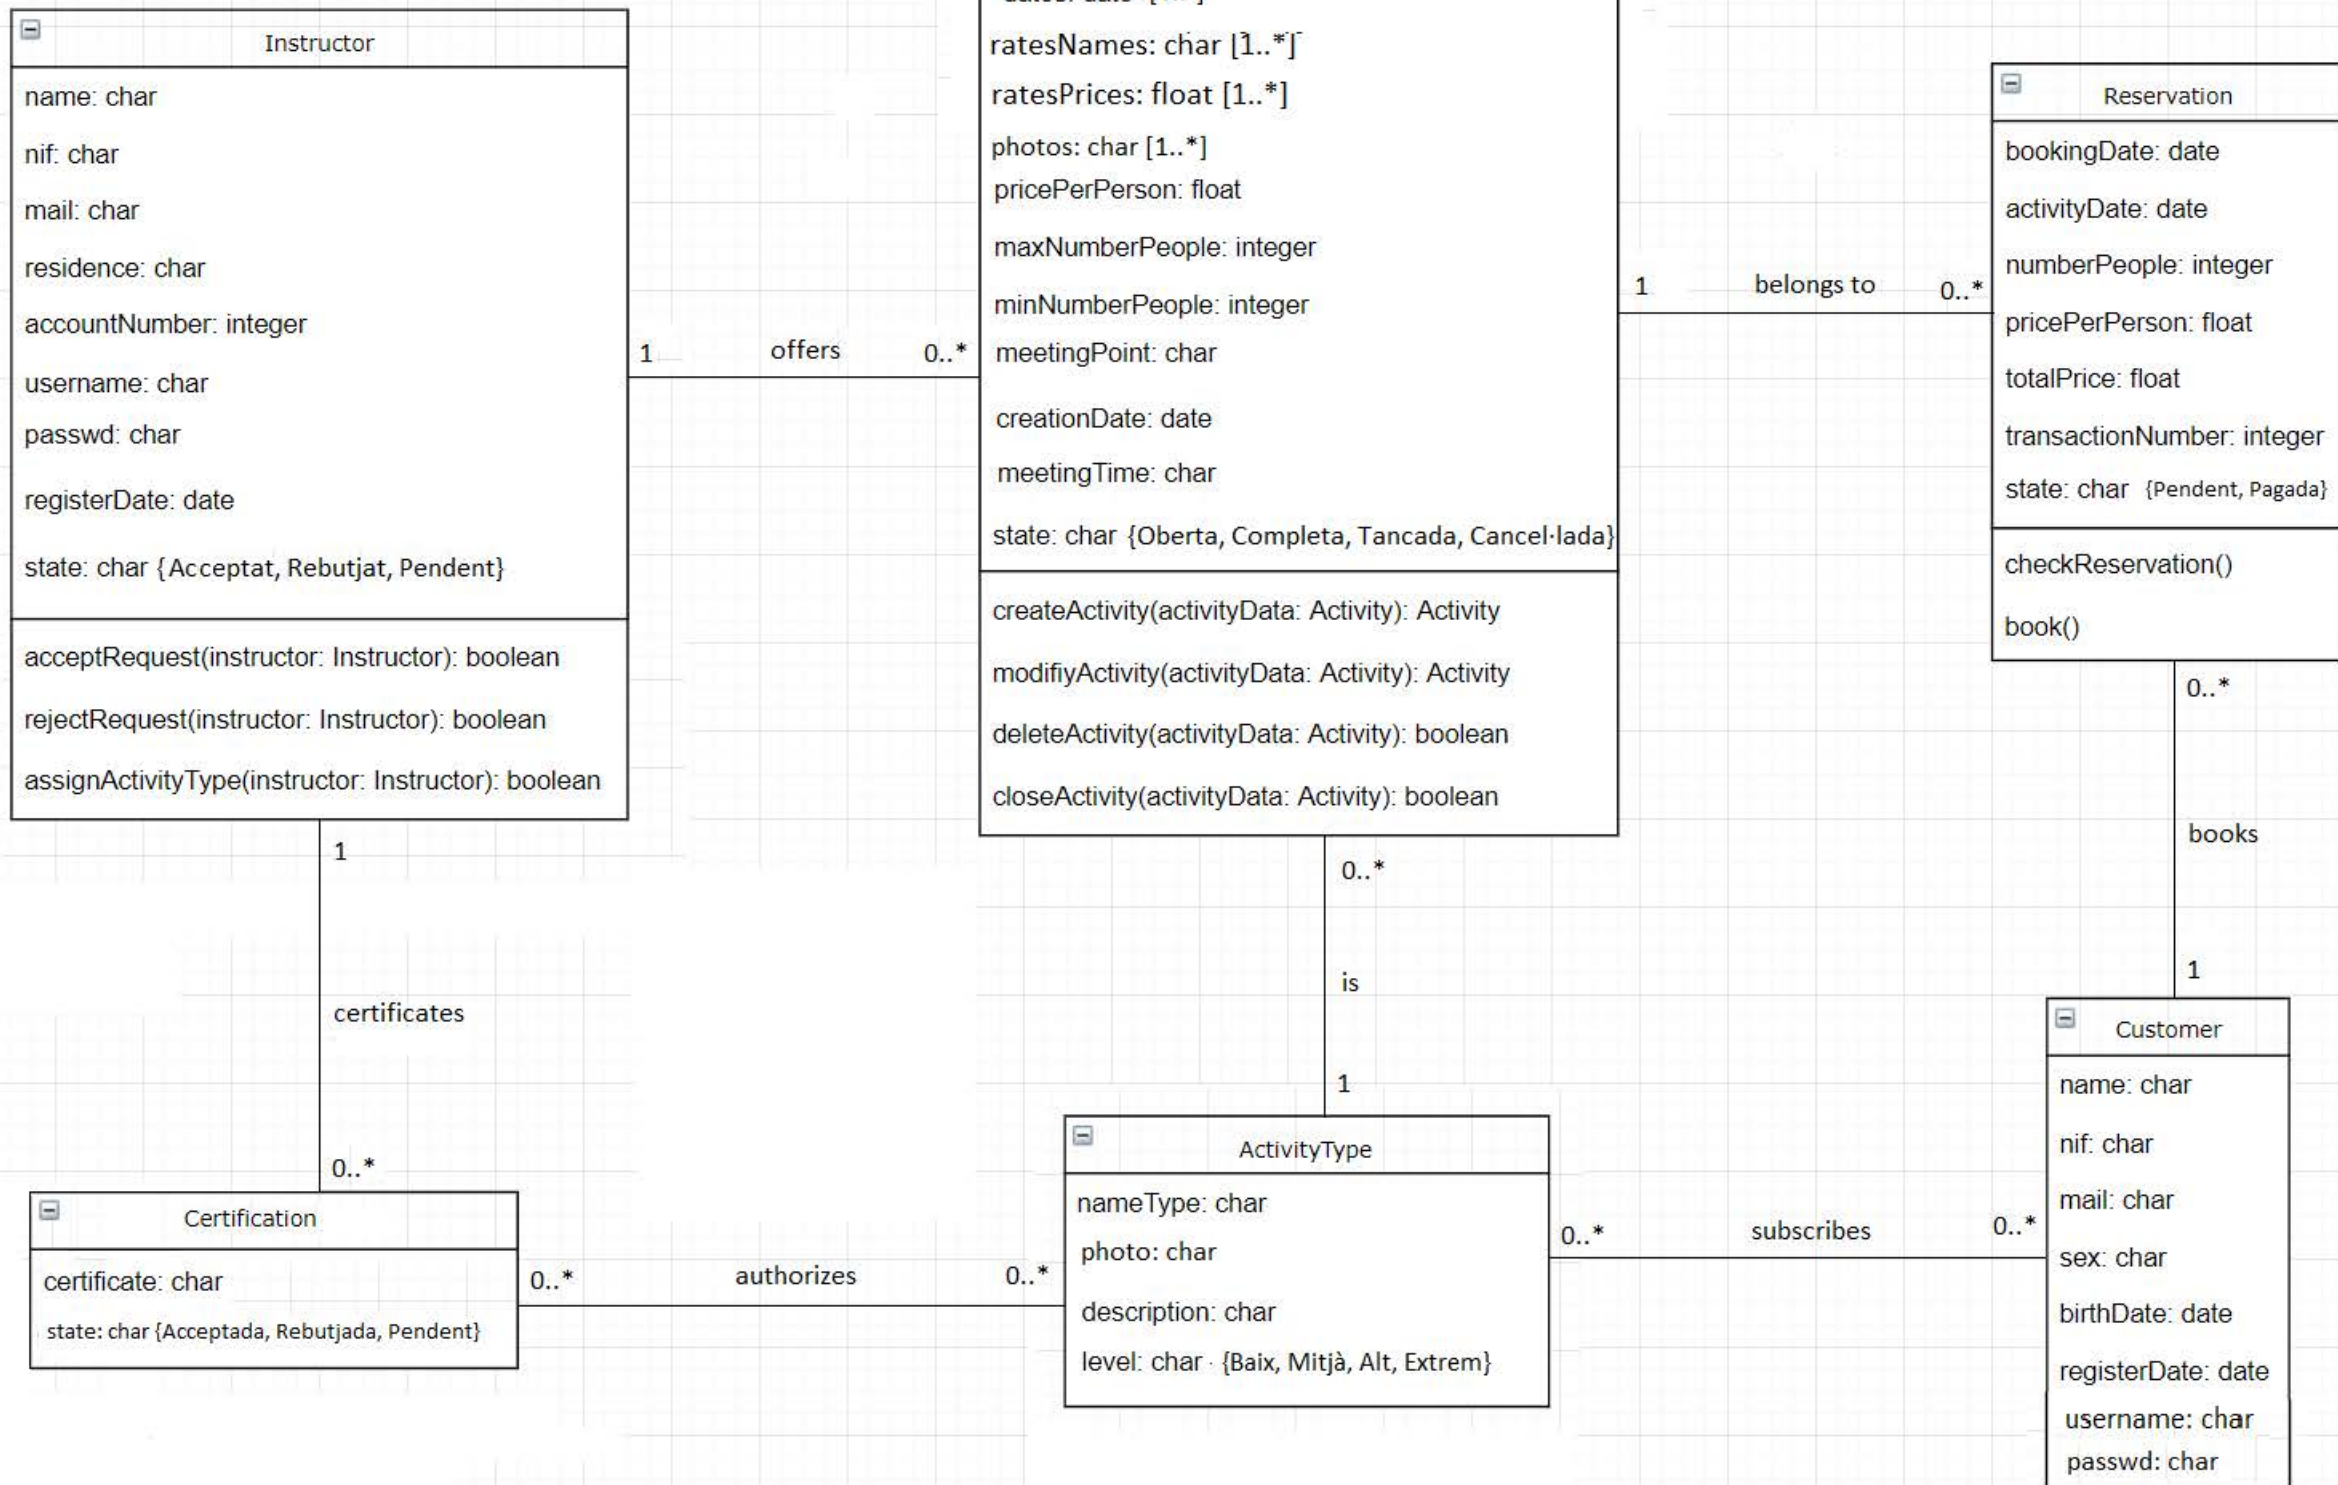 Instructor
name: char
nif: char
mail: char
residence: char
accountNumber: integer
username: char
passwd: char
registerDate: date
state: char {Acceptat, Rebutjat, Pendent}
acceptRequest(instructor: Instructor): boolean
rejectRequest(instructor: Instructor): boolean
assignActivityType(instructor: Instructor): boolean
1 offers 0..*
ratesNames: char [1..*]
ratesPrices: float [1..*]
photos: char [1..*]
pricePerPerson: float
maxNumberPeople: integer
minNumberPeople: integer
meetingPoint: char
creationDate: date
meetingTime: char
state: char {Oberta, Completa, Tancada, Cancel·lada}
createActivity(activityData: Activity): Activity
modifiyActivity(activityData: Activity): Activity
deleteActivity(activityData: Activity): boolean
closeActivity(activityData: Activity): boolean
1 belongs to 0..*
Reservation
bookingDate: date
activityDate: date
numberPeople: integer
pricePerPerson: float
totalPrice: float
transactionNumber: integer
state: char {Pendent, Pagada}
checkReservation()
book()
1
certificates
0..*
0..*
is
1
0..*
books
1
Certification
certificate: char
state: char {Acceptada, Rebutjada, Pendent}
0..* authorizes 0..*
ActivityType
nameType: char
photo: char
description: char
level: char {Baix, Mitjà, Alt, Extrem}
0..* subscribes 0..*
Customer
name: char
nif: char
mail: char
sex: char
birthDate: date
registerDate: date
username: char
passwd: char